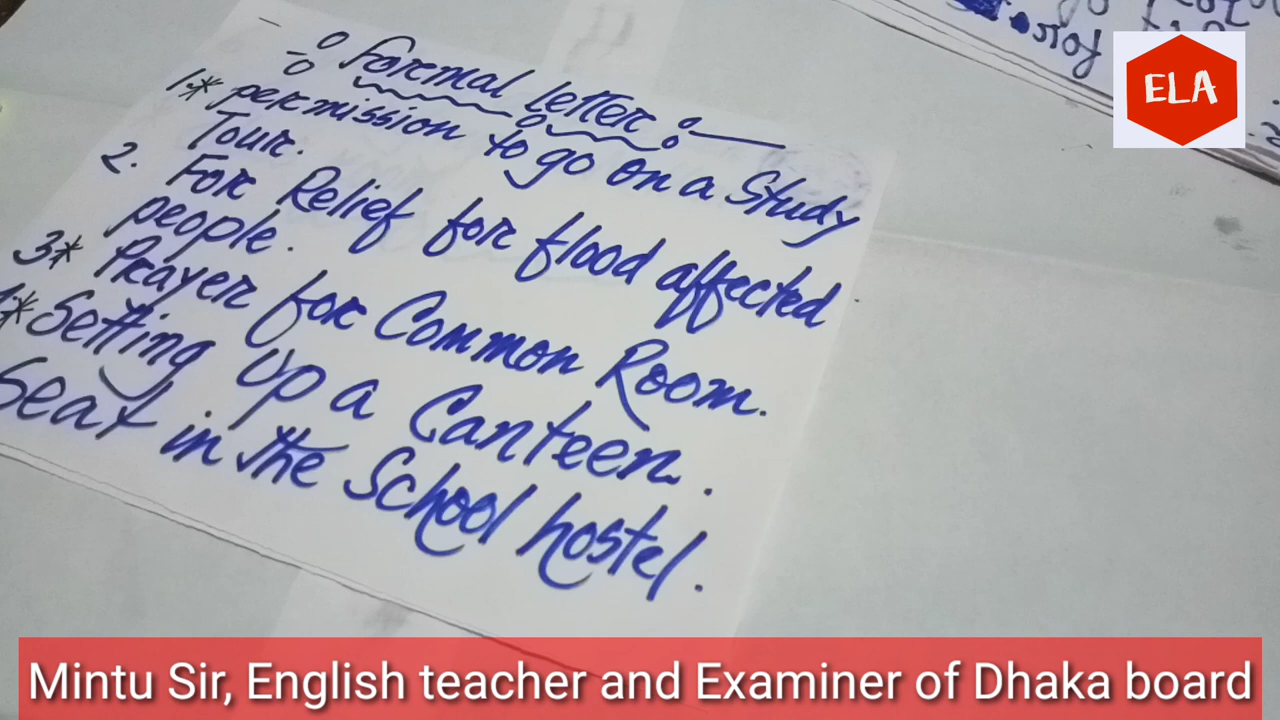 Formal Letter
1.* permission to go on a Study
Tour.
2. For Relief for flood affected
people.
3* Prayer for Common Room.
* Setting Up a Canteen.
Seat in the School hostel.
ELA
Mintu Sir, English teacher and Examiner of Dhaka board